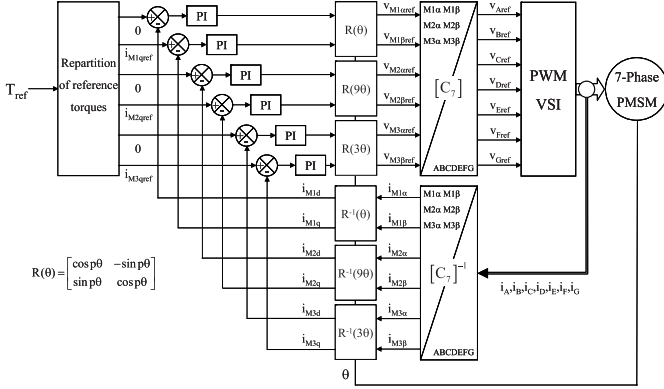 T_ref
Repartition
of reference
torques
0
i_M1qref
0
i_M2qref
0
i_M3qref
PI
PI
PI
PI
PI
PI
R(θ)
R(9θ)
R(3θ)
v_M1αref
v_M1βref
v_M2αref
v_M2βref
v_M3αref
v_M3βref
M1α M1β
M2α M2β
M3α M3β
[C_7]
ABCDEFG
v_Aref
v_Bref
v_Cref
v_Dref
v_Eref
v_Fref
v_Gref
PWM
VSI
7-Phase
PMSM
i_M1d
i_M1q
i_M2d
i_M2q
i_M3d
i_M3q
R⁻¹(θ)
R⁻¹(9θ)
R⁻¹(3θ)
i_M1α
i_M1β
i_M2α
i_M2β
i_M3α
i_M3β
M1α M1β
M2α M2β
M3α M3β
[C_7]⁻¹
ABCDEFG
i_A,i_B,i_C,i_D,i_E,i_F,i_G
R(θ)=[cos pθ −sin pθ
sin pθ cos pθ]
θ